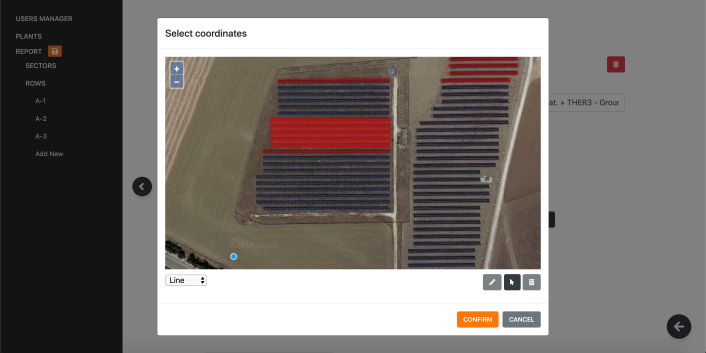 USERS MANAGER
PLANTS
REPORT
SECTORS
ROWS
A-1
A-2
A-3
Add New
Select coordinates
+
−
Line
CONFIRM
CANCEL
at. + THER3 - Grour